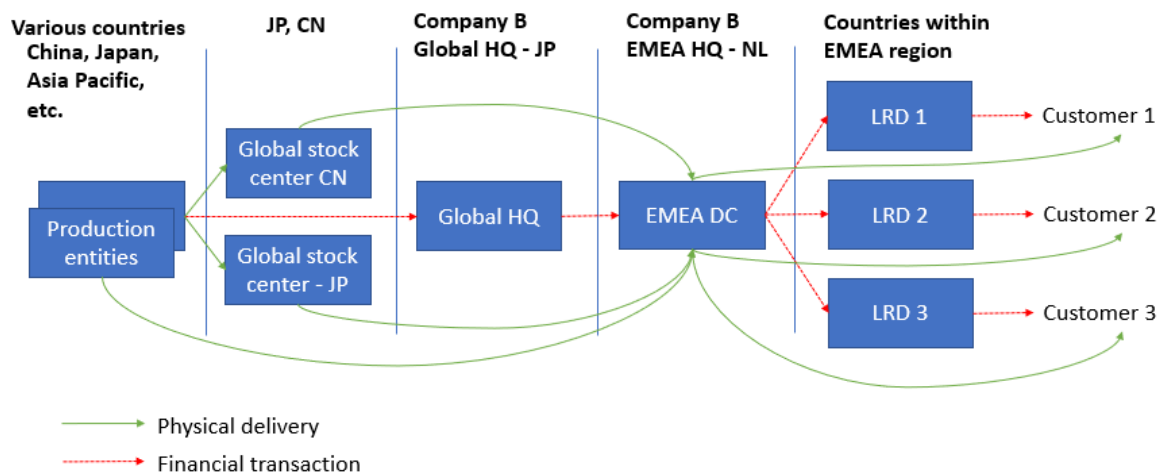 Various countries
China, Japan,
Asia Pacific,
etc.
JP, CN
Company B
Global HQ - JP
Company B
EMEA HQ - NL
Countries within
EMEA region
Production
entities
Global stock
center CN
Global stock
center - JP
Global HQ
EMEA DC
LRD 1
LRD 2
LRD 3
Customer 1
Customer 2
Customer 3
Physical delivery
Financial transaction